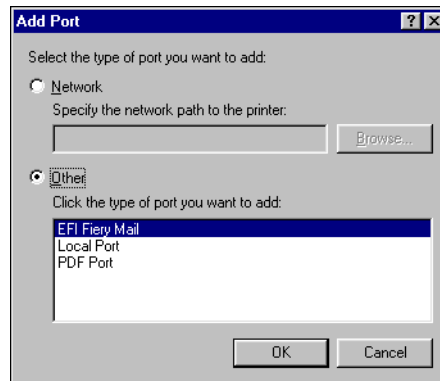 Add Port
Select the type of port you want to add:
Network
Specify the network path to the printer:
Browse...
Other
Click the type of port you want to add:
EFI Fiery Mail
Local Port
PDF Port
OK
Cancel